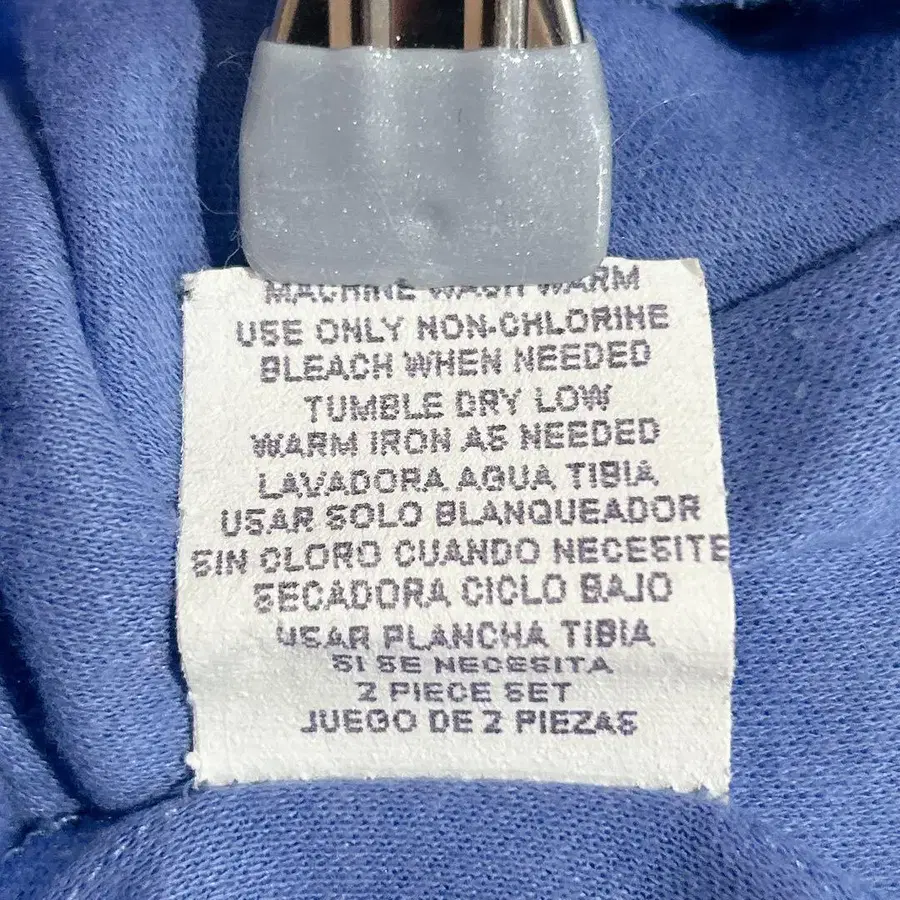 MACHINE WASH WARM
USE ONLY NON-CHLORINE
BLEACH WHEN NEEDED
TUMBLE DRY LOW
WARM IRON AS NEEDED
LAVADORA AGUA TIBIA
USAR SOLO BLANQUEADOR
SIN CLORO CUANDO NECESITE
SECADORA CICLO BAJO
USAR PLANCHA TIBIA
SI SE NECESITA
2 PIECE SET
JUEGO DE 2 PIEZAS